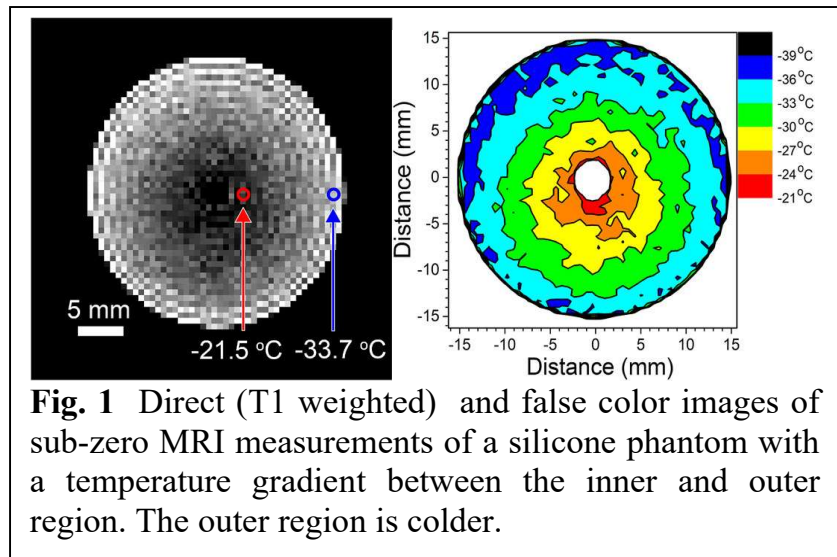 5 mm
-21.5 °C
-33.7 °C
15
10
5
0
-5
-10
-15
Distance (mm)
-15
-10
-5
0
5
10
15
Distance (mm)
-39°C
-36°C
-33°C
-30°C
-27°C
-24°C
-21°C
Fig. 1 Direct (T1 weighted) and false color images of
sub-zero MRI measurements of a silicone phantom with
a temperature gradient between the inner and outer
region. The outer region is colder.